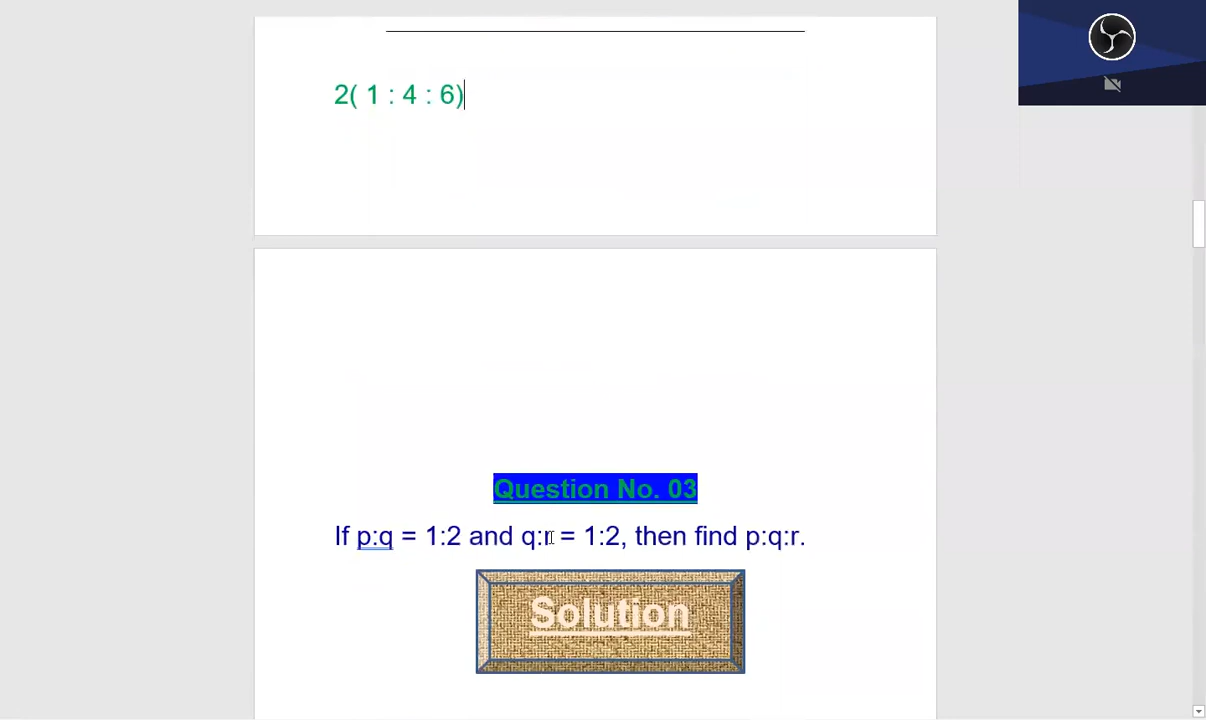 2( 1 : 4 : 6)
Question No. 03
If p:q = 1:2 and q:r = 1:2, then find p:q:r.
Solution